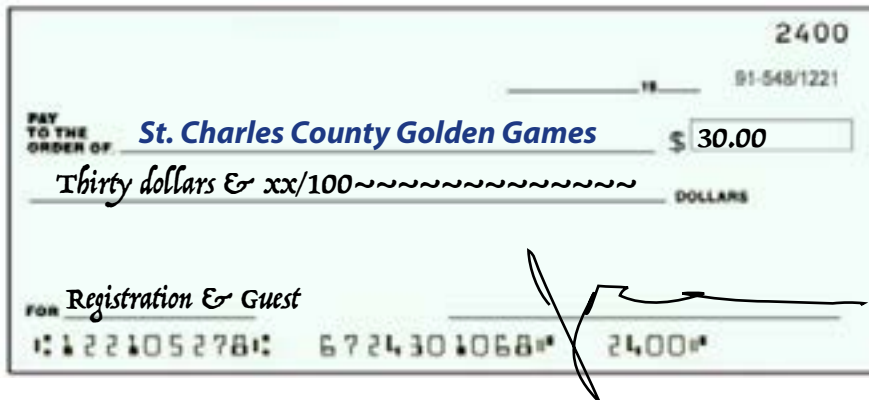 2400
19 91-548/1221
PAY
TO THE
ORDER OF St. Charles County Golden Games $ 30.00
Thirty dollars & xx/100~~~~~~~~~~~~~ DOLLARS
FOR Registration & Guest
⑆122105278⑆ 6724301068⑈ 2400⑈